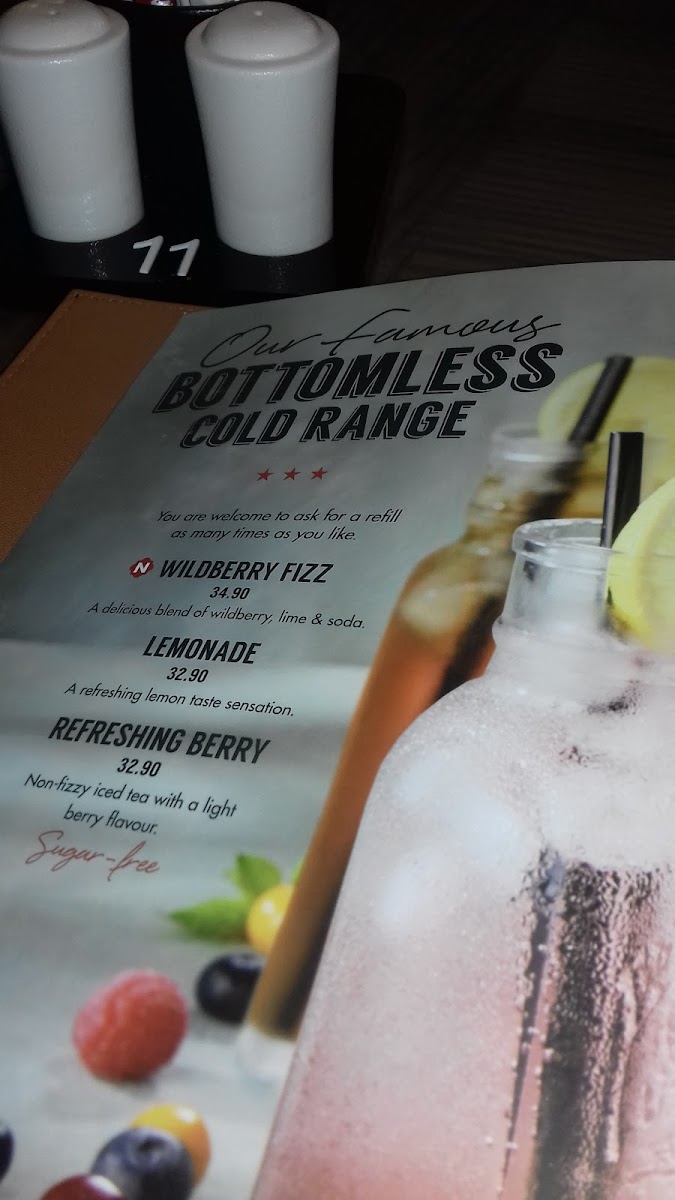 11
Our Famous
BOTTOMLESS
COLD RANGE
You are welcome to ask for a refill
as many times as you like.
N WILDBERRY FIZZ
34.90
A delicious blend of wildberry, lime & soda.
LEMONADE
32.90
A refreshing lemon taste sensation.
REFRESHING BERRY
32.90
Non-fizzy iced tea with a light
berry flavour.
Sugar-free